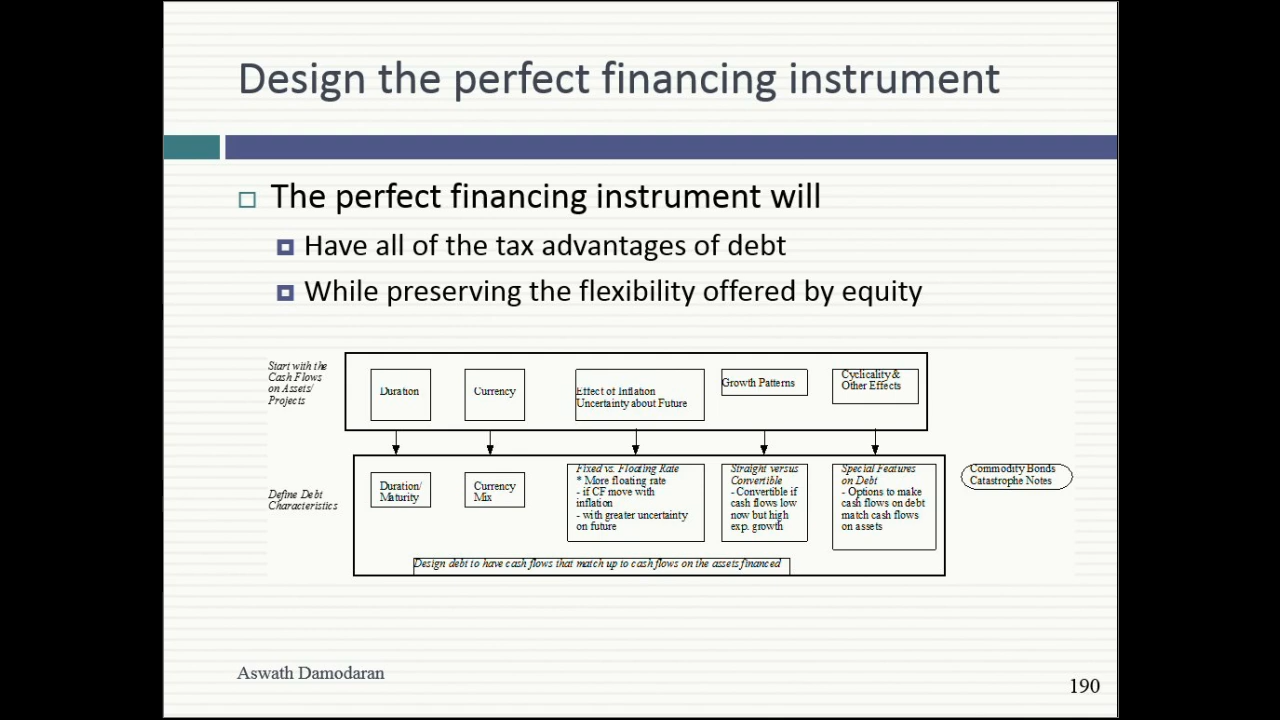 Design the perfect financing instrument
The perfect financing instrument will
Have all of the tax advantages of debt
While preserving the flexibility offered by equity
Start with the
Cash Flows
on Assets/
Projects
Duration
Currency
Effect of Inflation
Uncertainty about Future
Growth Patterns
Cyclicality &
Other Effects
Define Debt
Characteristics
Duration/
Maturity
Currency
Mix
Fixed vs. Floating Rate
* More floating rate
- if CF move with
inflation
- with greater uncertainty
on future
Straight versus
Convertible
- Convertible if
cash flows low
now but high
exp. growth
Special Features
on Debt
- Options to make
cash flows on debt
match cash flows
on assets
Commodity Bonds
Catastrophe Notes
Design debt to have cash flows that match up to cash flows on the assets financed
Aswath Damodaran
190